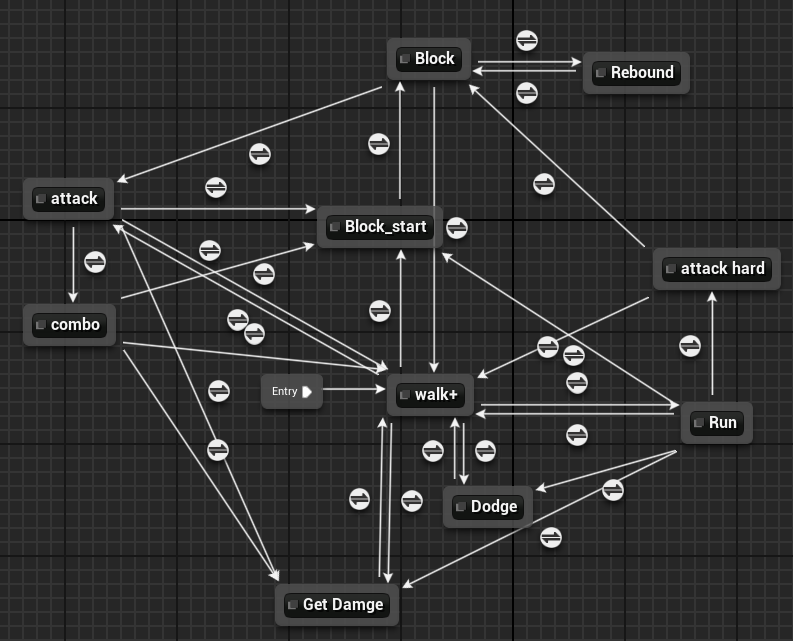 Block
Rebound
attack
Block_start
attack hard
combo
Entry
walk+
Run
Dodge
Get Damge